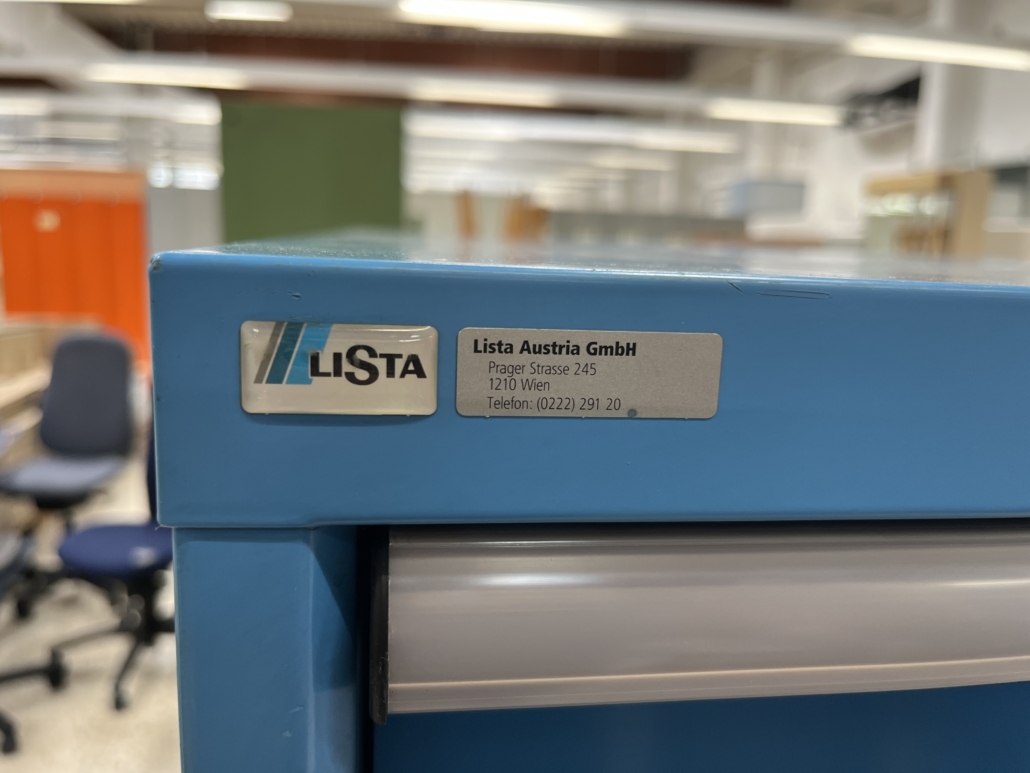 LISTA
Lista Austria GmbH
Prager Strasse 245
1210 Wien
Telefon: (0222) 291 20